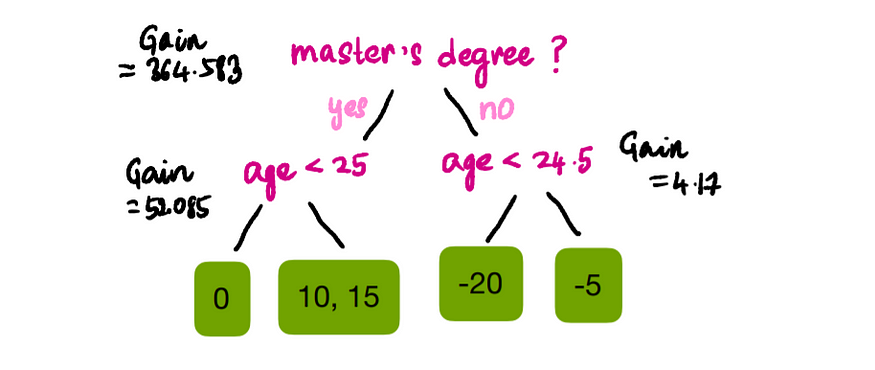 Gain
= 364.583
master's degree ?
yes
no
Gain
= 52.085
age < 25
age < 24.5
Gain
= 4.17
0
10, 15
-20
-5